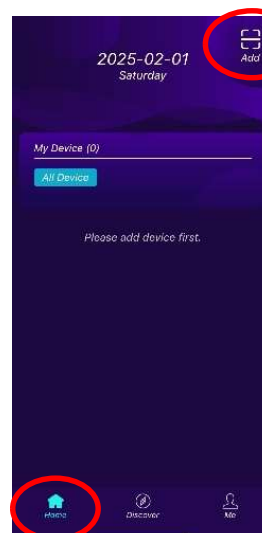 2025-02-01
Add
Saturday
My Device (0)
All Device
Please add device first.
Home
Discover
Me